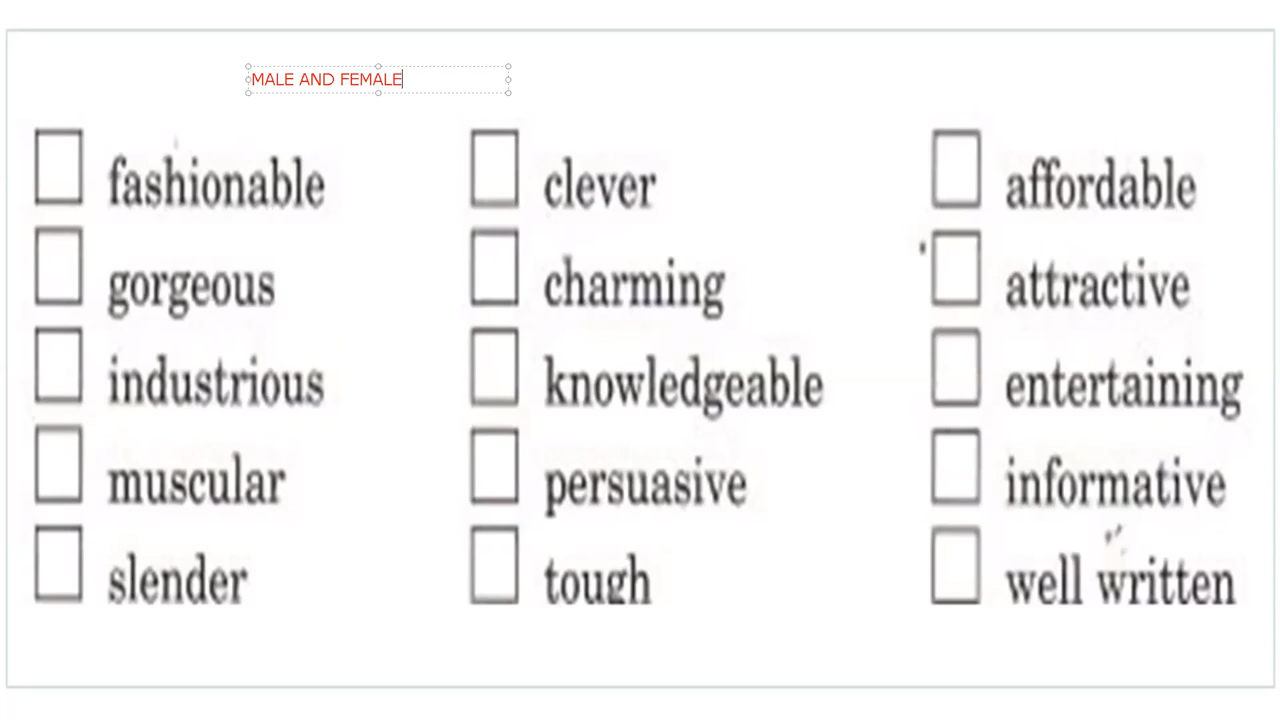 MALE AND FEMALE
fashionable clever affordable
gorgeous charming attractive
industrious knowledgeable entertaining
muscular persuasive informative
slender tough well written